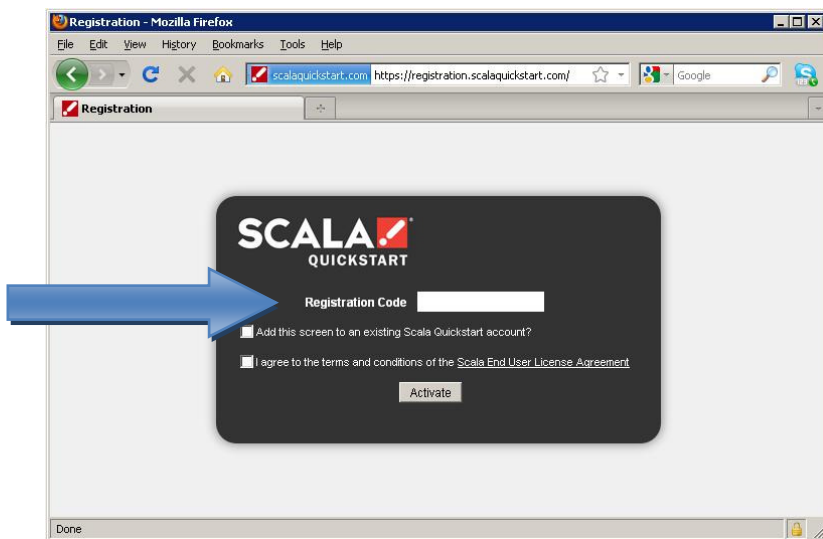 Registration - Mozilla Firefox
File Edit View History Bookmarks Tools Help
scalaquickstart.com https://registration.scalaquickstart.com/ Google
Registration
SCALA
QUICKSTART
Registration Code
Add this screen to an existing Scala Quickstart account?
I agree to the terms and conditions of the Scala End User License Agreement
Activate
Done